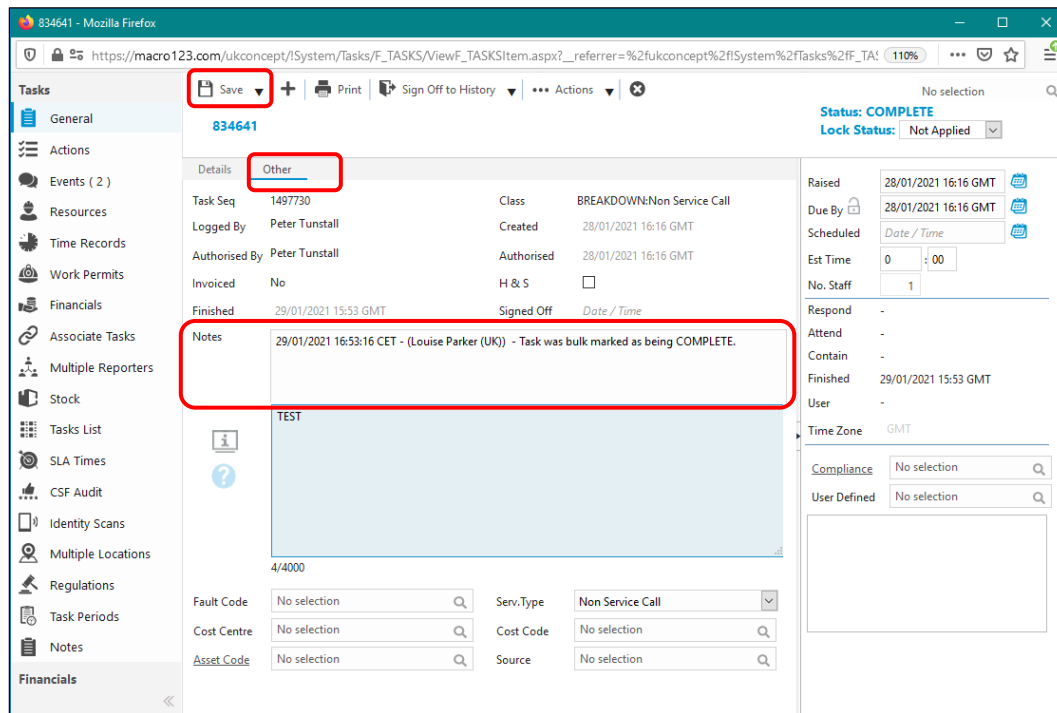 834641 - Mozilla Firefox
https://macro123.com/ukconcept/!System/Tasks/F_TASKS/ViewF_TASKSItem.aspx?__referrer=%2fukconcept%2f!System%2fTasks%2fF_TAS 110%
Tasks
Save + Print Sign Off to History ••• Actions
No selection
General
834641
Status: COMPLETE
Lock Status: Not Applied
Actions
Events ( 2 )
Resources
Time Records
Work Permits
Financials
Associate Tasks
Multiple Reporters
Stock
Tasks List
SLA Times
CSF Audit
Identity Scans
Multiple Locations
Regulations
Task Periods
Notes
Financials
Details Other
Task Seq 1497730 Class BREAKDOWN:Non Service Call
Logged By Peter Tunstall Created 28/01/2021 16:16 GMT
Authorised By Peter Tunstall Authorised 28/01/2021 16:16 GMT
Invoiced No H & S
Finished 29/01/2021 15:53 GMT Signed Off Date / Time
Notes 29/01/2021 16:53:16 CET - (Louise Parker (UK)) - Task was bulk marked as being COMPLETE.
TEST
4/4000
Fault Code No selection Serv.Type Non Service Call
Cost Centre No selection Cost Code No selection
Asset Code No selection Source No selection
Raised 28/01/2021 16:16 GMT
Due By 28/01/2021 16:16 GMT
Scheduled Date / Time
Est Time 0 : 00
No. Staff 1
Respond -
Attend -
Contain -
Finished 29/01/2021 15:53 GMT
User -
Time Zone GMT
Compliance No selection
User Defined No selection